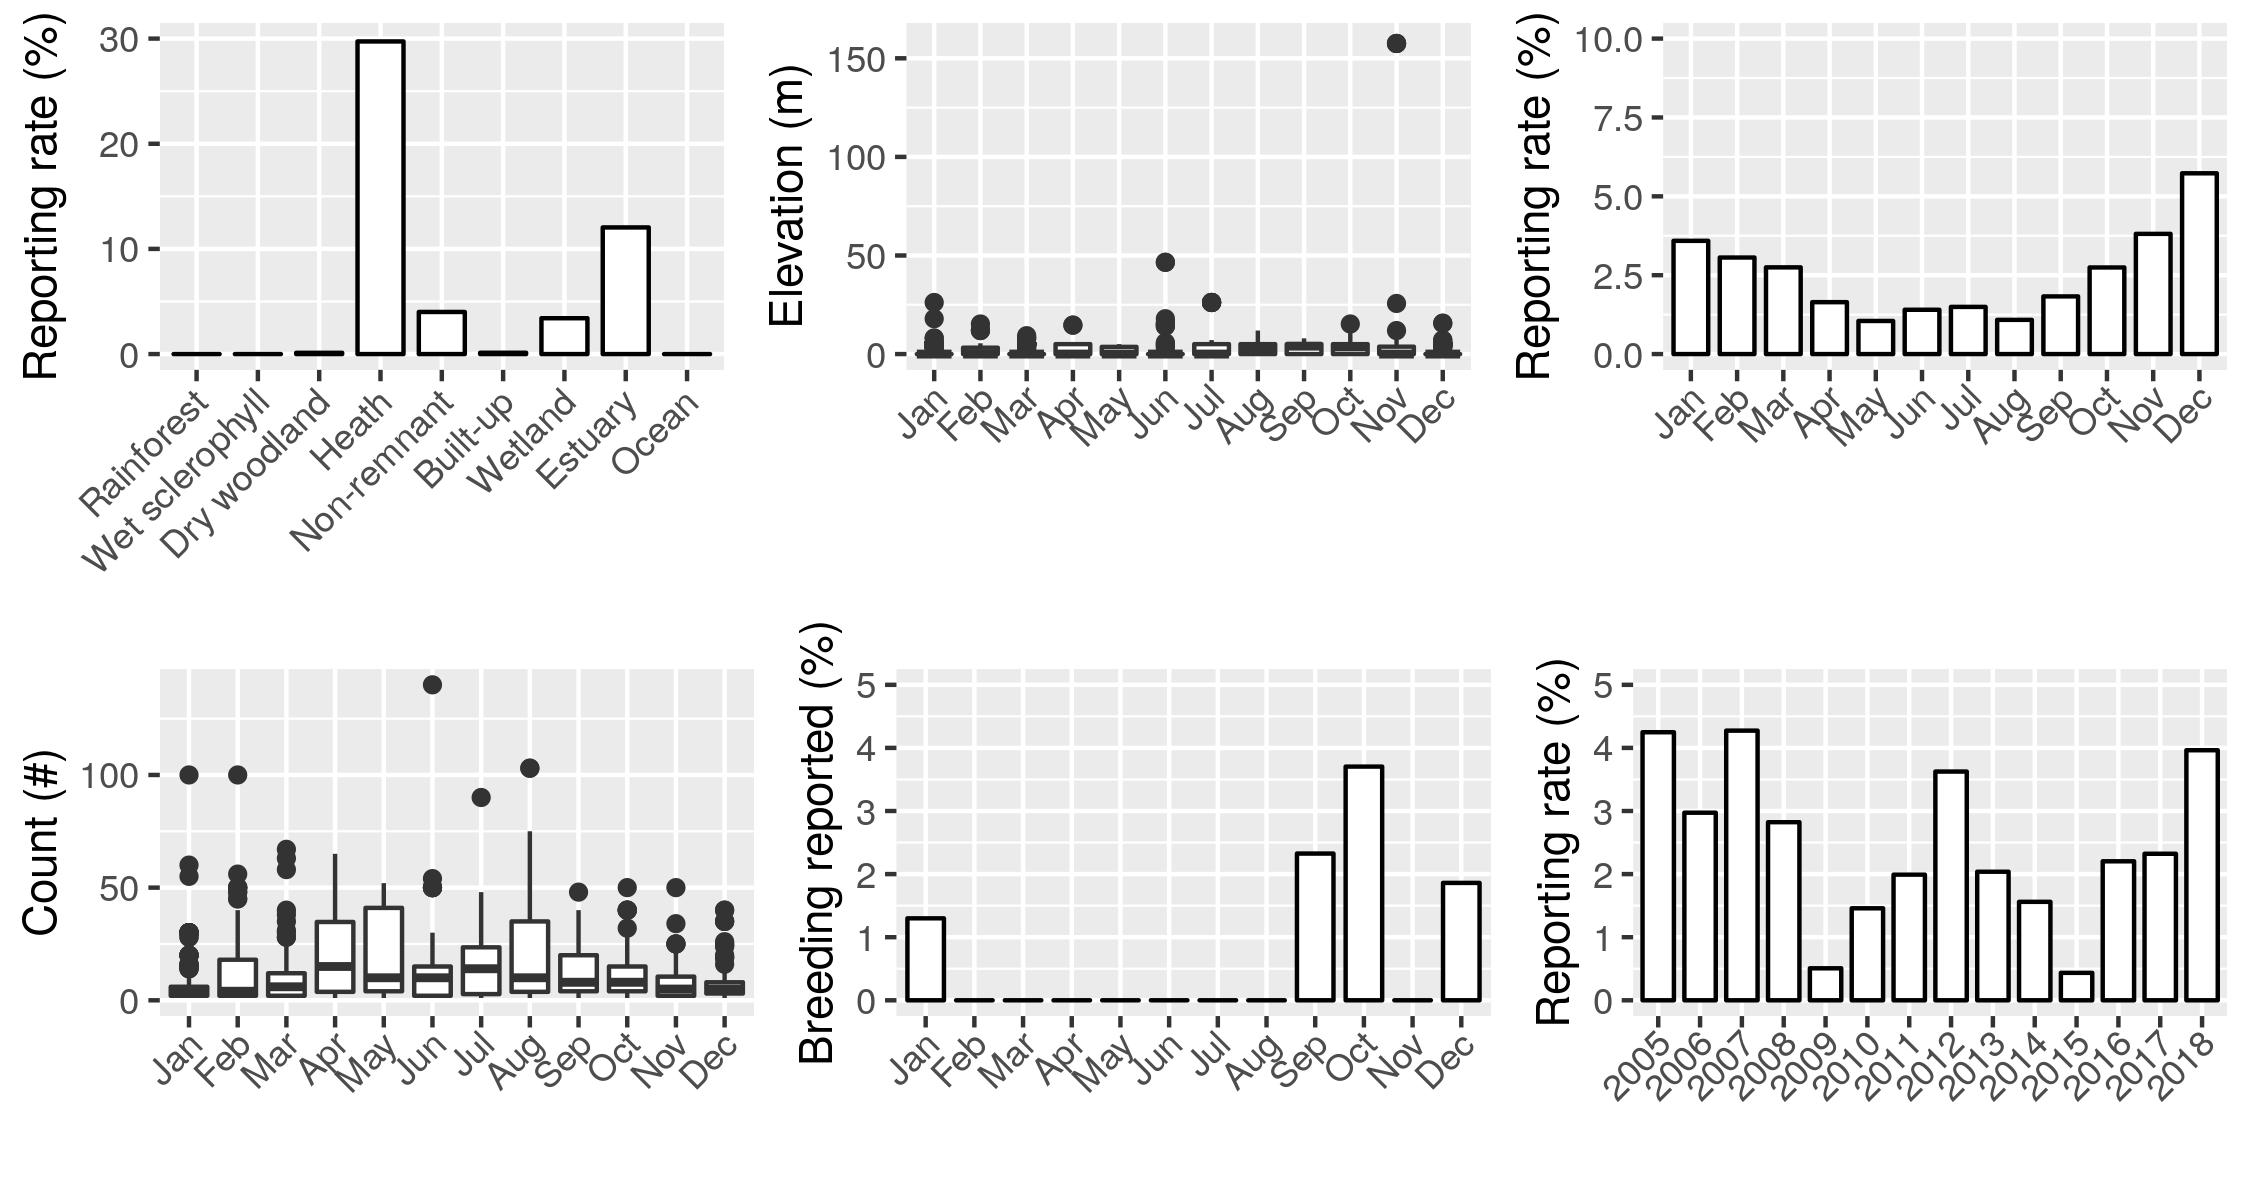 Reporting rate (%)
30
20
10
0
Rainforest
Wet sclerophyll
Dry woodland
Heath
Non-remnant
Built-up
Wetland
Estuary
Ocean
Elevation (m)
150
100
50
0
Jan
Feb
Mar
Apr
May
Jun
Jul
Aug
Sep
Oct
Nov
Dec
Reporting rate (%)
10.0
7.5
5.0
2.5
0.0
Jan
Feb
Mar
Apr
May
Jun
Jul
Aug
Sep
Oct
Nov
Dec
Count (#)
100
50
0
Jan
Feb
Mar
Apr
May
Jun
Jul
Aug
Sep
Oct
Nov
Dec
Breeding reported (%)
5
4
3
2
1
0
Jan
Feb
Mar
Apr
May
Jun
Jul
Aug
Sep
Oct
Nov
Dec
Reporting rate (%)
5
4
3
2
1
0
2005
2006
2007
2008
2009
2010
2011
2012
2013
2014
2015
2016
2017
2018